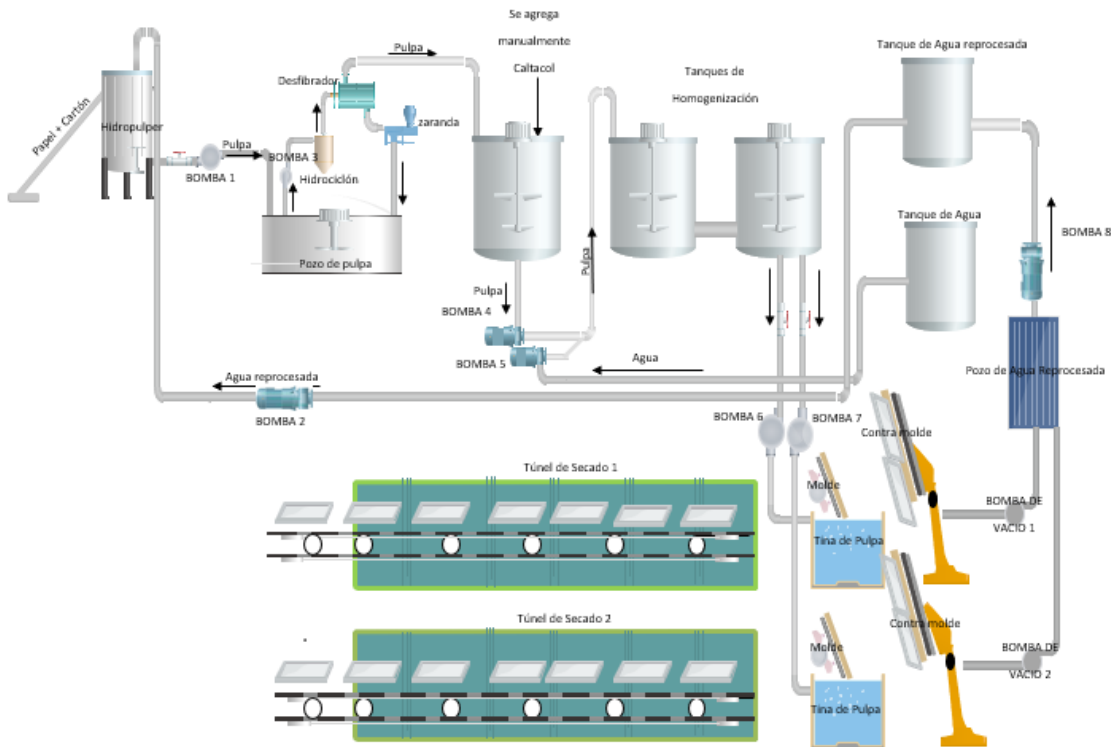 Se agrega
manualmente
Caltacol
Pulpa
Tanques de
Homogenización
Tanque de Agua reprocesada
Desfibrador
zaranda
Papel + Cartón
Hidropulper
Pulpa
BOMBA 1
BOMBA 3
Hidrociclón
Pozo de pulpa
Tanque de Agua
BOMBA 8
Pulpa
Pulpa
BOMBA 4
BOMBA 5
Agua
Agua reprocesada
BOMBA 2
Pozo de Agua Reprocesada
BOMBA 6
BOMBA 7
Contra molde
Túnel de Secado 1
Molde
BOMBA DE
VACIO 1
Tina de Pulpa
Túnel de Secado 2
Contra molde
Molde
BOMBA DE
VACIO 2
Tina de Pulpa